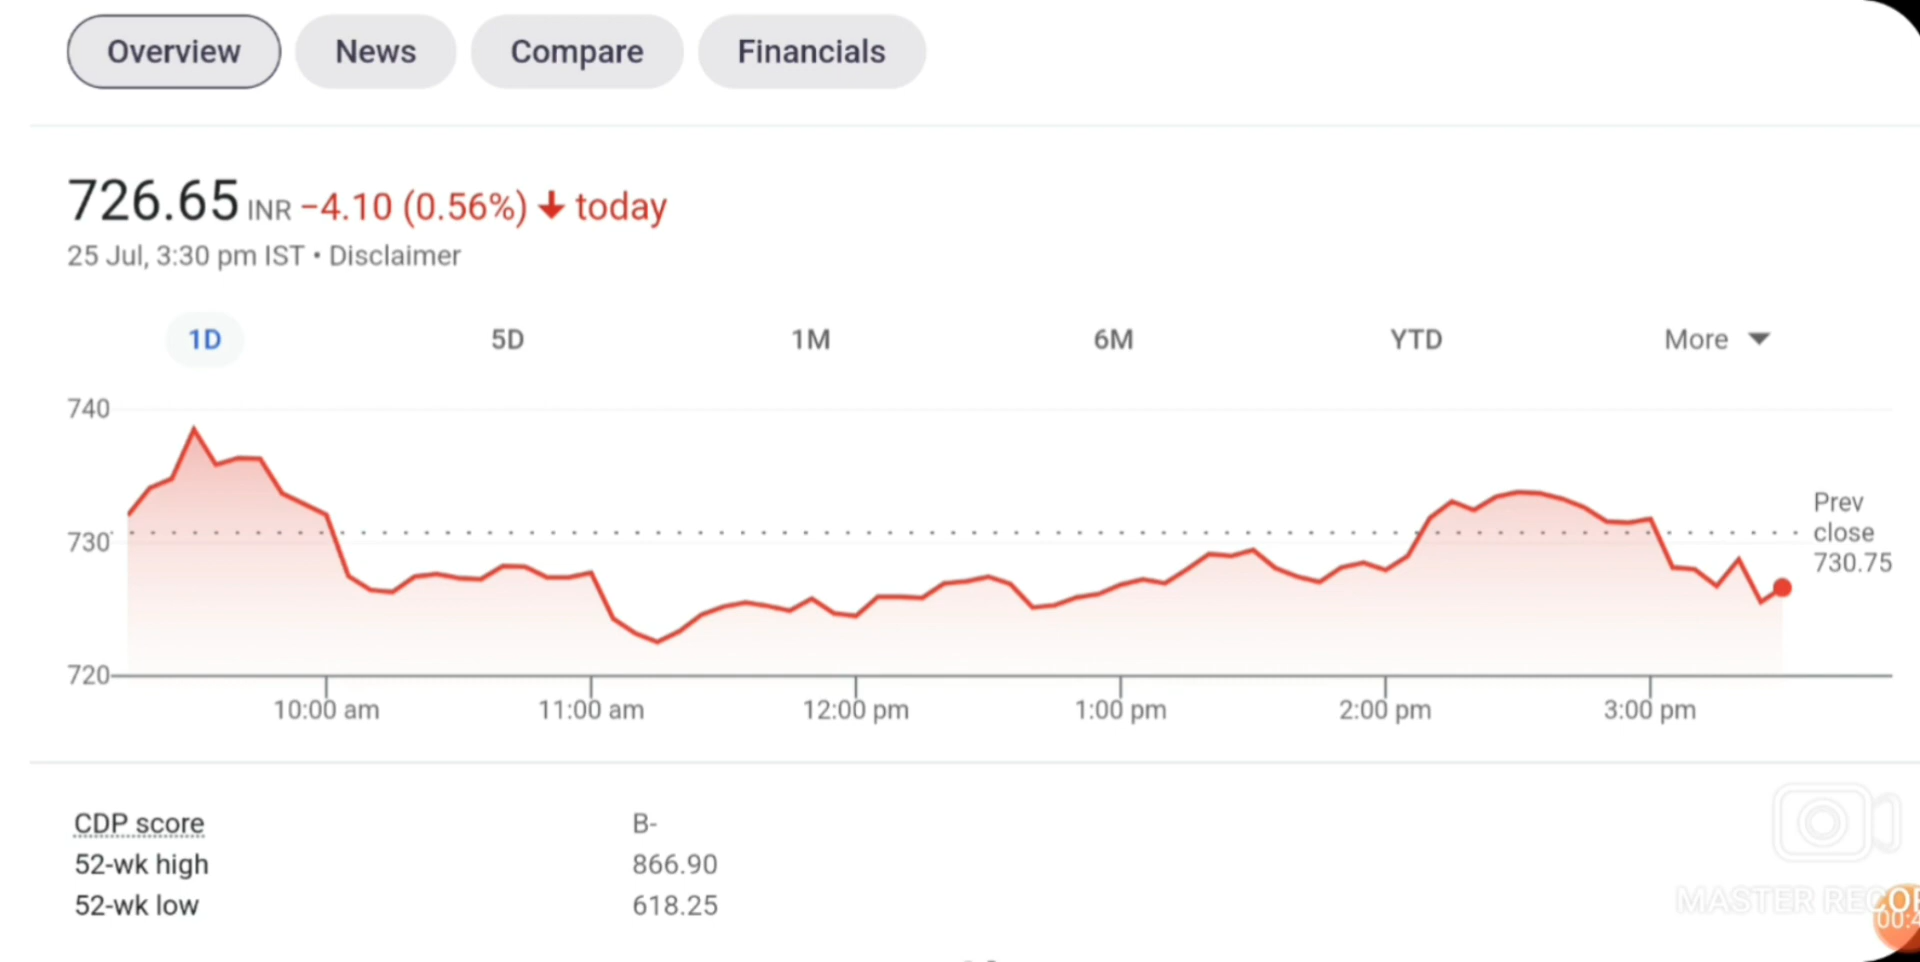 Overview News Compare Financials
726.65 INR −4.10 (0.56%) ↓ today
25 Jul, 3:30 pm IST • Disclaimer
1D 5D 1M 6M YTD More
740
730
720
Prev
close
730.75
10:00 am 11:00 am 12:00 pm 1:00 pm 2:00 pm 3:00 pm
CDP score B-
52-wk high 866.90
52-wk low 618.25
MASTER